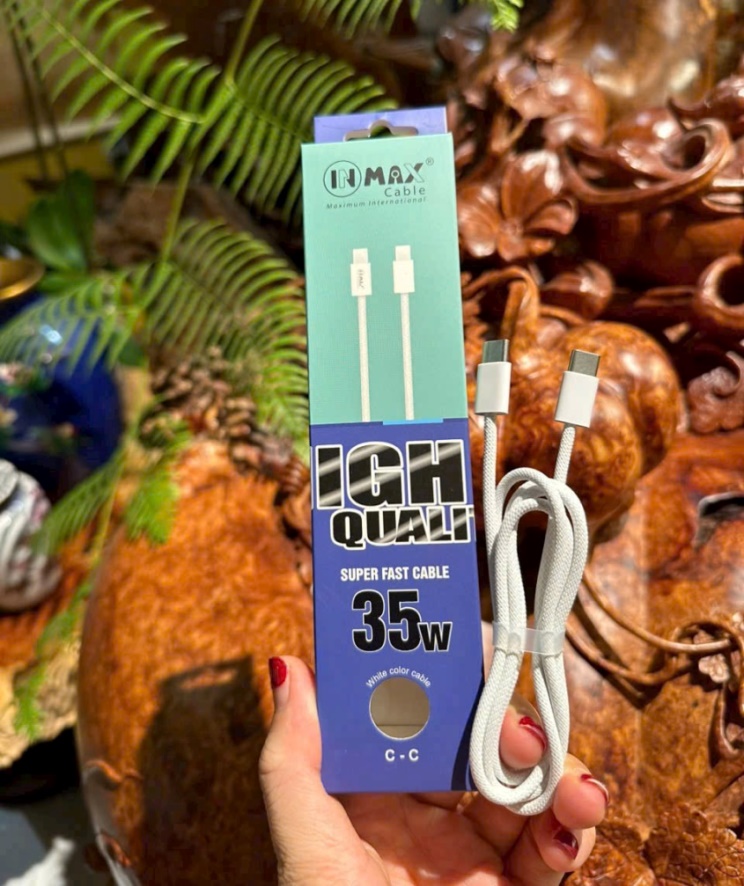 INMAX®
Cable
Maximum International
IGH
QUALI
SUPER FAST CABLE
35W
White color cable
C - C